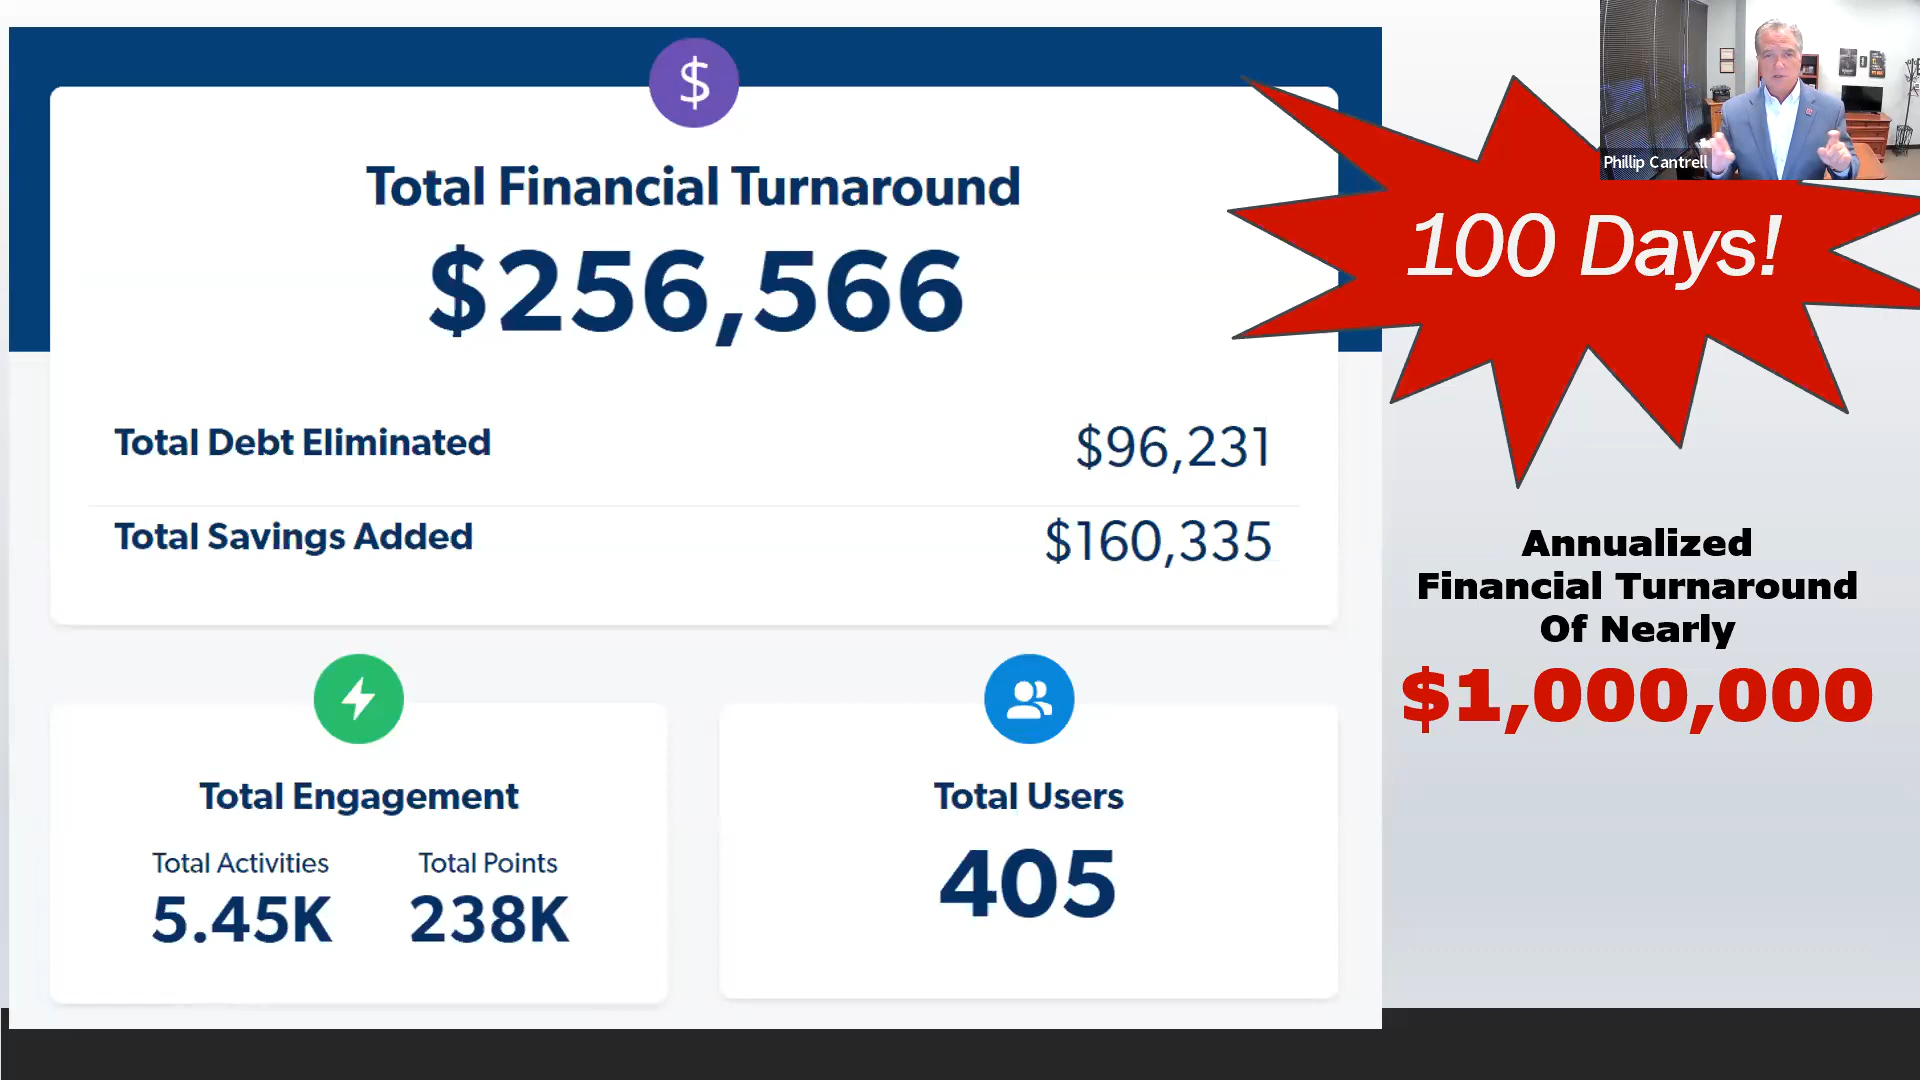 $
Total Financial Turnaround
$256,566
Total Debt Eliminated
$96,231
Total Savings Added
$160,335
Total Engagement
Total Activities
5.45K
Total Points
238K
Total Users
405
Phillip Cantrell
100 Days!
Annualized
Financial Turnaround
Of Nearly
$1,000,000